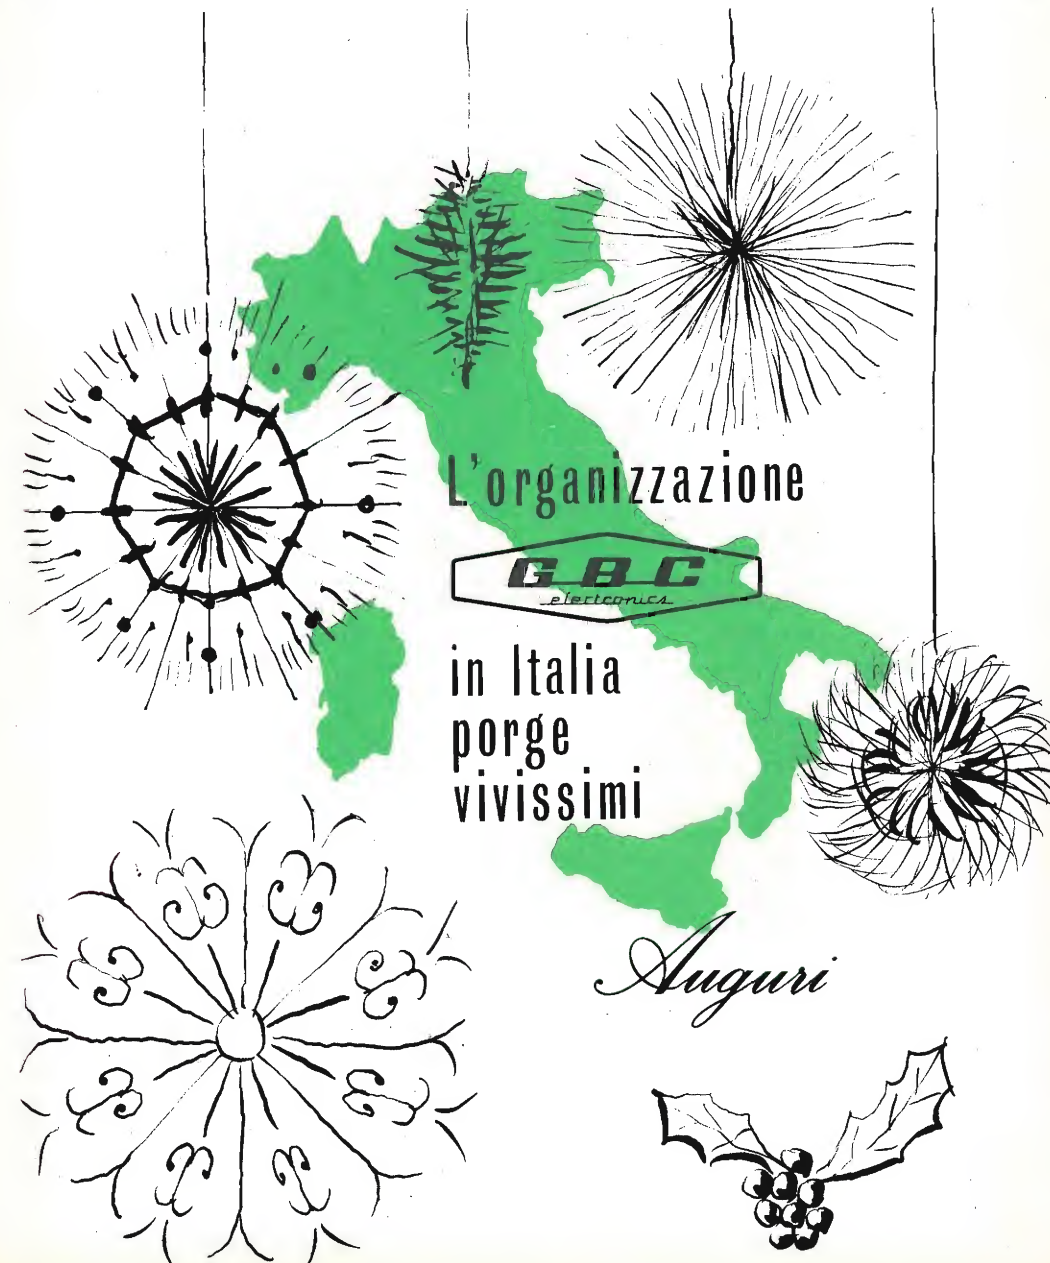 L'organizzazione
GBC
electronics
in Italia
porge
vivissimi
Auguri